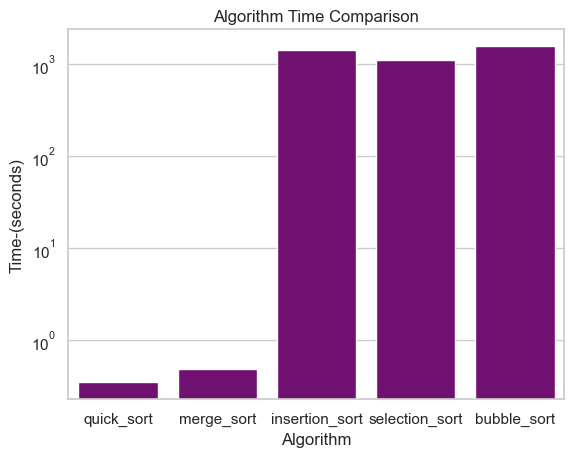 Algorithm Time Comparison
Time-(seconds)
10³
10²
10¹
10⁰
quick_sort merge_sort insertion_sort selection_sort bubble_sort
Algorithm